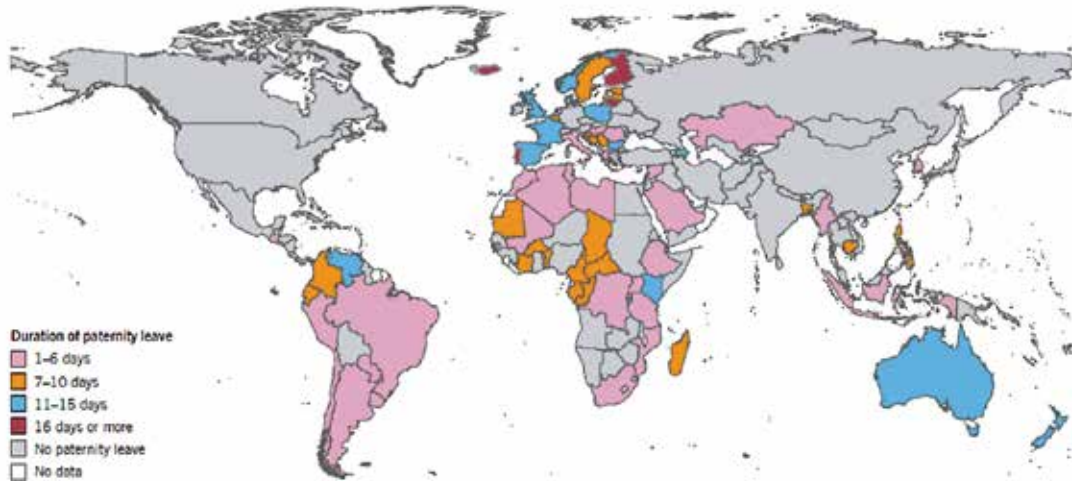 Duration of paternity leave
1–6 days
7–10 days
11–15 days
16 days or more
No paternity leave
No data